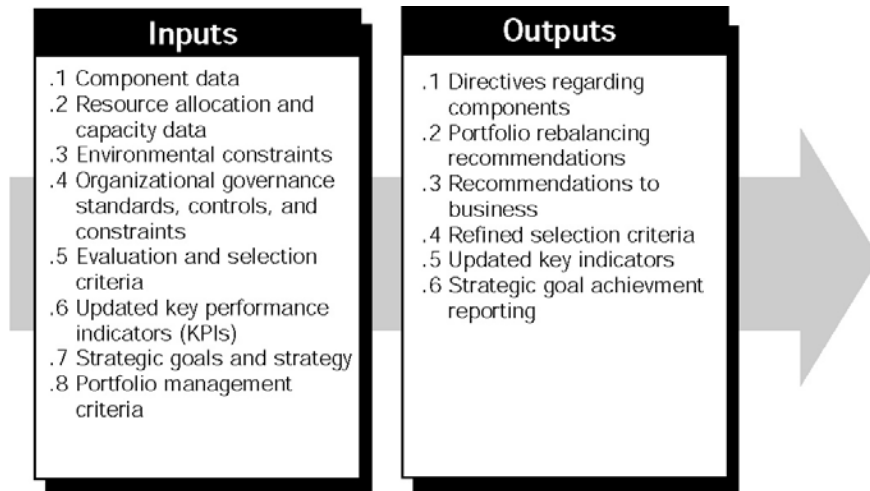 Inputs
.1 Component data
.2 Resource allocation and
capacity data
.3 Environmental constraints
.4 Organizational governance
standards, controls, and
constraints
.5 Evaluation and selection
criteria
.6 Updated key performance
indicators (KPIs)
.7 Strategic goals and strategy
.8 Portfolio management
criteria
Outputs
.1 Directives regarding
components
.2 Portfolio rebalancing
recommendations
.3 Recommendations to
business
.4 Refined selection criteria
.5 Updated key indicators
.6 Strategic goal achievment
reporting